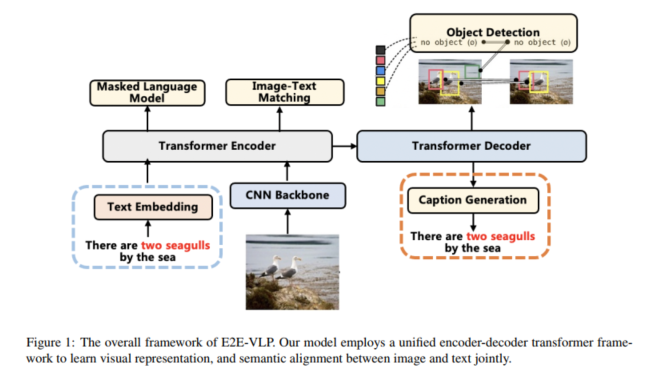 Object Detection
no object (∅) no object (∅)
Masked Language
Model
Image-Text
Matching
Transformer Encoder
Transformer Decoder
Text Embedding
CNN Backbone
Caption Generation
There are two seagulls
by the sea
There are two seagulls
by the sea
Figure 1: The overall framework of E2E-VLP. Our model employs a unified encoder-decoder transformer frame-
work to learn visual representation, and semantic alignment between image and text jointly.